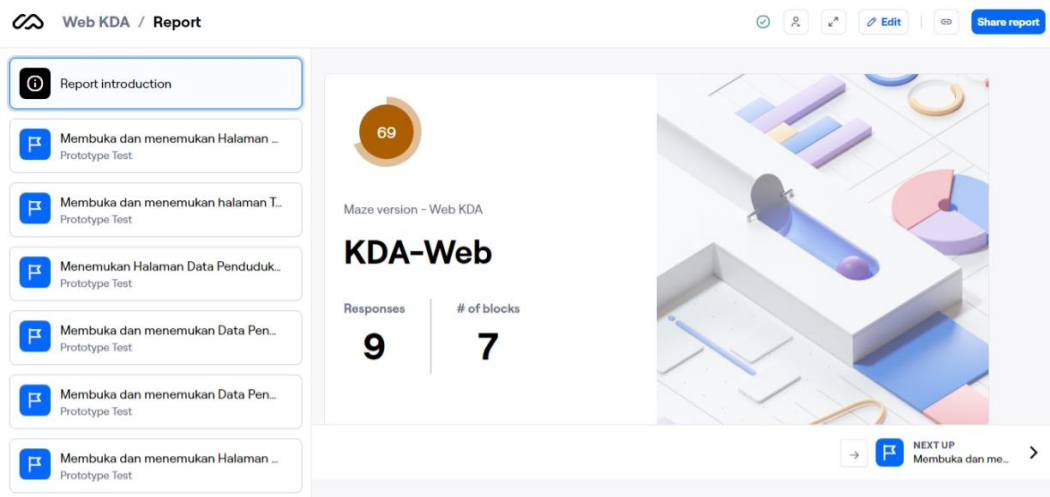 Web KDA / Report
Edit
Share report
Report introduction
Membuka dan menemukan Halaman ...
Prototype Test
Membuka dan menemukan halaman T...
Prototype Test
Menemukan Halaman Data Penduduk...
Prototype Test
Membuka dan menemukan Data Pen...
Prototype Test
Membuka dan menemukan Data Pen...
Prototype Test
Membuka dan menemukan Halaman ...
Prototype Test
69
Maze version - Web KDA
KDA-Web
Responses
# of blocks
9
7
NEXT UP
Membuka dan me...